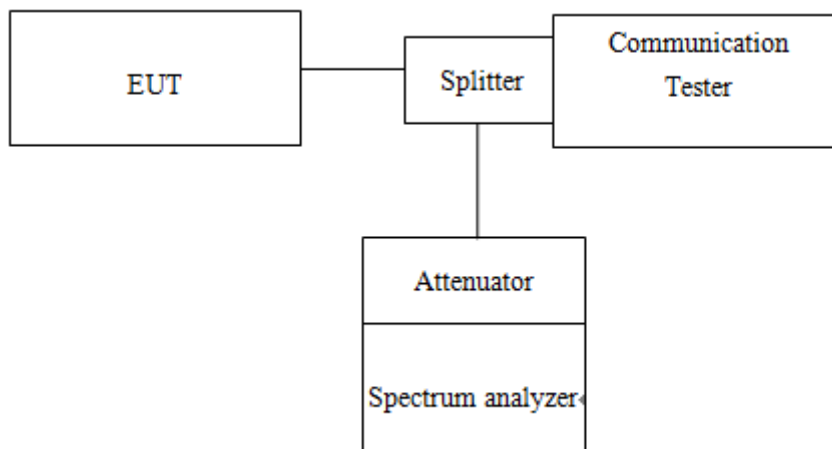 EUT
Splitter
Communication
Tester
Attenuator
Spectrum analyzer